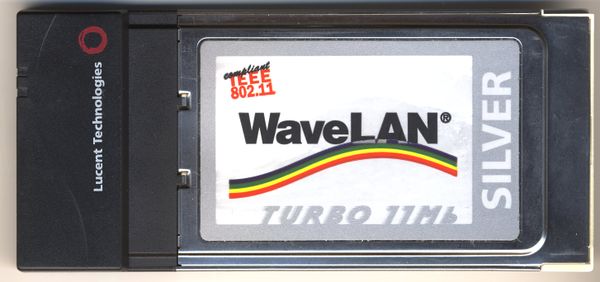 Lucent Technologies
compliant
IEEE
802.11
WaveLAN®
TURBO 11Mb
SILVER